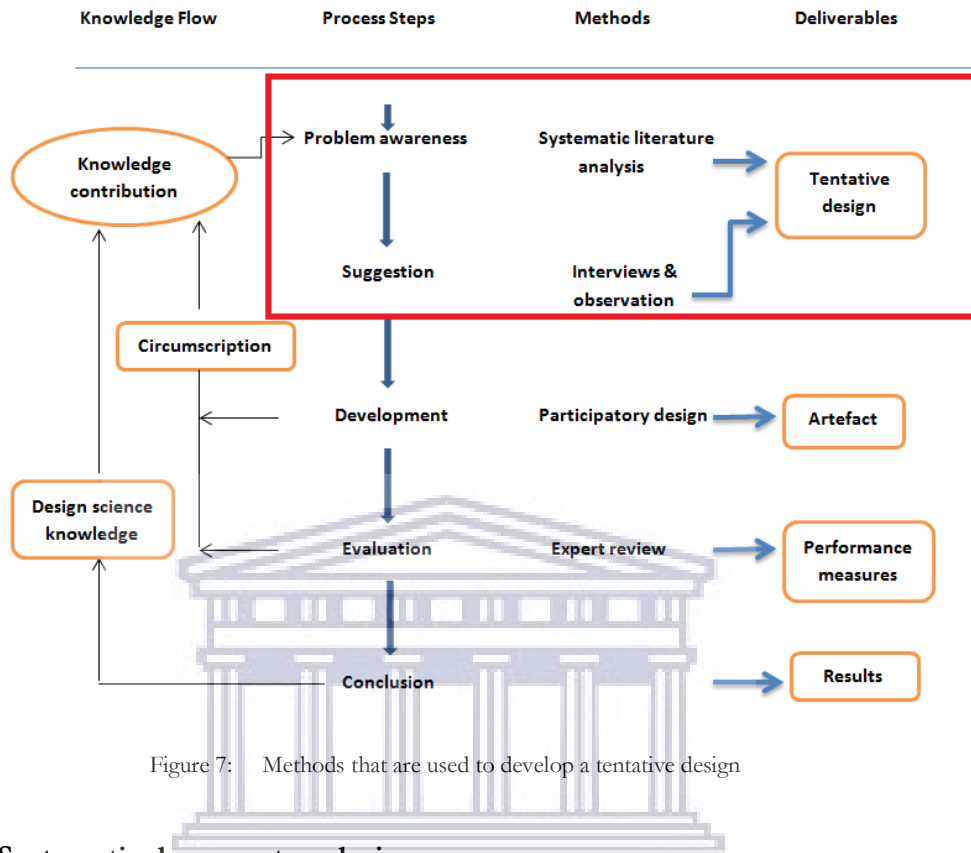 Knowledge Flow
Process Steps
Methods
Deliverables
Problem awareness
Systematic literature
analysis
Knowledge
contribution
Tentative
design
Suggestion
Interviews &
observation
Circumscription
Development
Participatory design
Artefact
Design science
knowledge
Evaluation
Expert review
Performance
measures
Conclusion
Results
Figure 7: Methods that are used to develop a tentative design